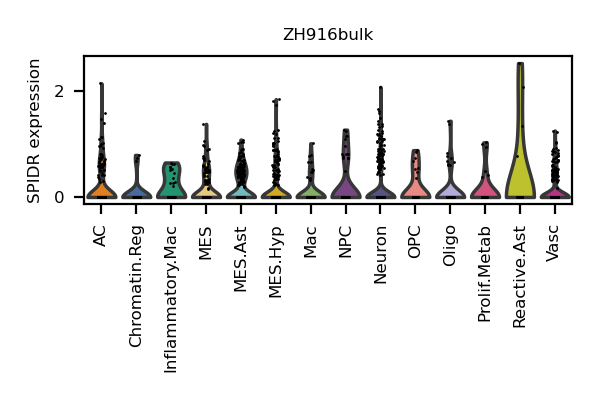 ZH916bulk
SPIDR expression
2
0
AC
Chromatin.Reg
Inflammatory.Mac
MES
MES.Ast
MES.Hyp
Mac
NPC
Neuron
OPC
Oligo
Prolif.Metab
Reactive.Ast
Vasc